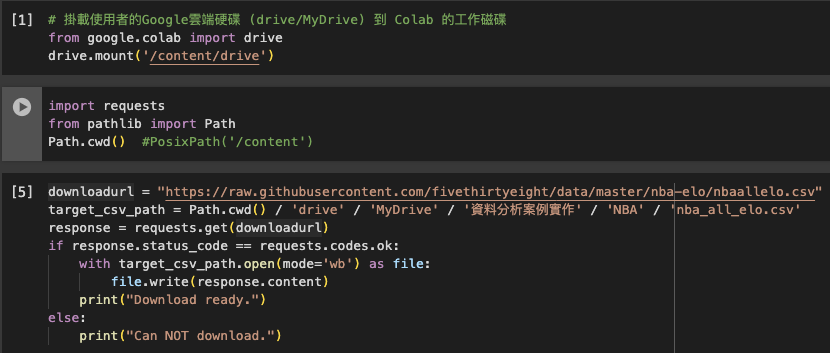 [1] # 掛載使用者的Google雲端硬碟 (drive/MyDrive) 到 Colab 的工作磁碟
from google.colab import drive
drive.mount('/content/drive')
import requests
from pathlib import Path
Path.cwd()  #PosixPath('/content')
[5] downloadurl = "https://raw.githubusercontent.com/fivethirtyeight/data/master/nba-elo/nbaallelo.csv"
target_csv_path = Path.cwd() / 'drive' / 'MyDrive' / '資料分析案例實作' / 'NBA' / 'nba_all_elo.csv'
response = requests.get(downloadurl)
if response.status_code == requests.codes.ok:
    with target_csv_path.open(mode='wb') as file:
        file.write(response.content)
    print("Download ready.")
else:
    print("Can NOT download.")